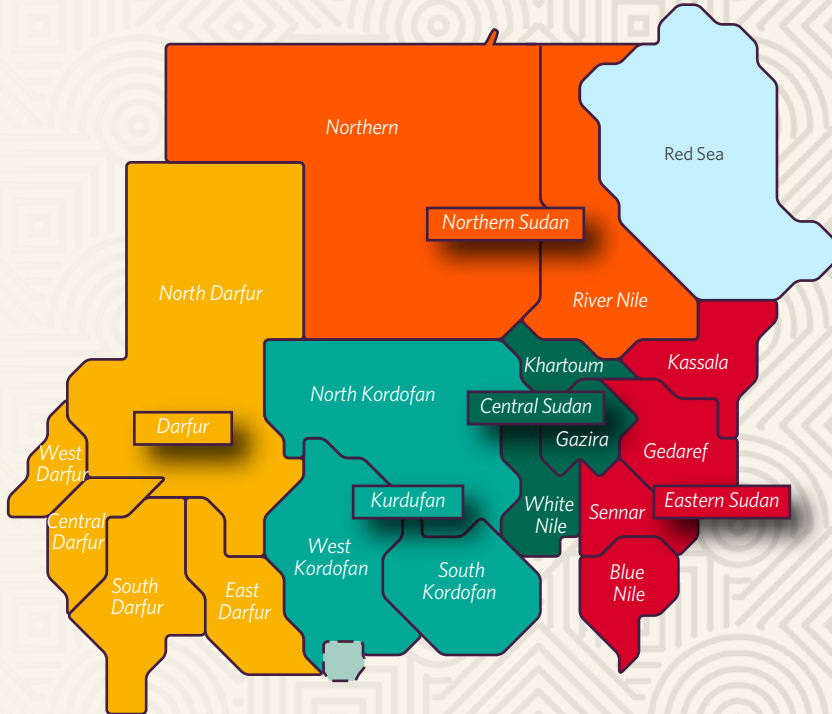 Northern
Red Sea
Northern Sudan
North Darfur
River Nile
Khartoum
Kassala
North Kordofan
Central Sudan
Darfur
Gazira
Gedaref
West
Darfur
Kurdufan
Eastern Sudan
White
Nile
Sennar
Central
Darfur
West
Kordofan
South
Kordofan
Blue
Nile
South
Darfur
East
Darfur